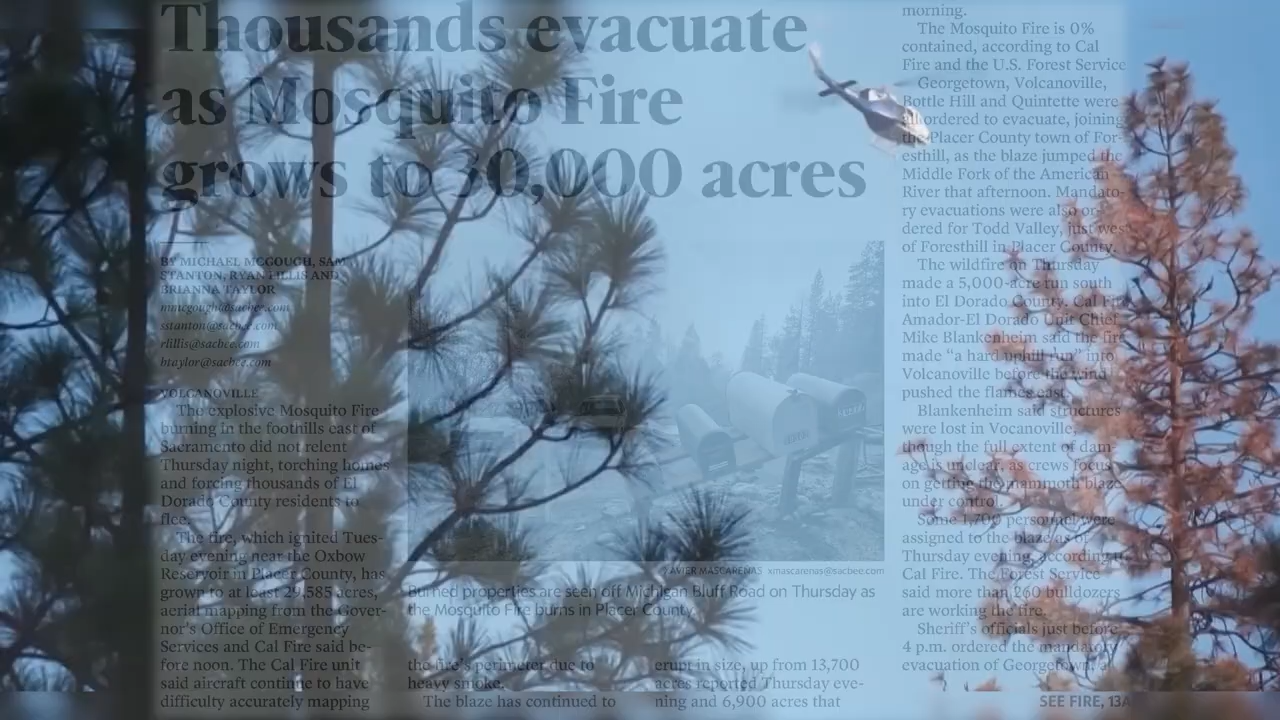 Thousands evacuate
as Mosquito Fire
grows to 30,000 acres
BY MICHAEL MCGOUGH, SAM
STANTON, RYAN LILLIS AND
BRIANNA TAYLOR
mmcgough@sacbee.com
sstanton@sacbee.com
rlillis@sacbee.com
btaylor@sacbee.com
VOLCANOVILLE
The explosive Mosquito Fire
burning in the foothills east of
Sacramento did not relent
Thursday night, torching homes
and forcing thousands of El
Dorado County residents to
flee.
The fire, which ignited Tues-
day evening near the Oxbow
Reservoir in Placer County, has
grown to at least 29,585 acres,
aerial mapping from the Gover-
nor's Office of Emergency
Services and Cal Fire said be-
fore noon. The Cal Fire unit
said aircraft continue to have
difficulty accurately mapping
XAVIER MASCARENAS xmascarenas@sacbee.com
Burned properties are seen off Michigan Bluff Road on Thursday as
the Mosquito Fire burns in Placer County.
the fire's perimeter due to
heavy smoke.
The blaze has continued to
erupt in size, up from 13,700
acres reported Thursday eve-
ning and 6,900 acres that
morning.
The Mosquito Fire is 0%
contained, according to Cal
Fire and the U.S. Forest Service
Georgetown, Volcanoville,
Bottle Hill and Quintette were
all ordered to evacuate, joining
the Placer County town of For-
esthill, as the blaze jumped the
Middle Fork of the American
River that afternoon. Mandato-
ry evacuations were also or-
dered for Todd Valley, just west
of Foresthill in Placer County.
The wildfire on Thursday
made a 5,000-acre run south
into El Dorado County. Cal Fire
Amador-El Dorado Unit Chief
Mike Blankenheim said the fire
made "a hard uphill run" into
Volcanoville before the wind
pushed the flames east.
Blankenheim said structures
were lost in Vocanoville,
though the full extent of dam-
age is unclear, as crews focus
on getting the mammoth blaze
under control.
Some 1,700 personnel were
assigned to the blaze as of
Thursday evening, according to
Cal Fire. The Forest Service
said more than 260 bulldozers
are working the fire.
Sheriff's officials just before
4 p.m. ordered the mandatory
evacuation of Georgetown, a
SEE FIRE, 13A